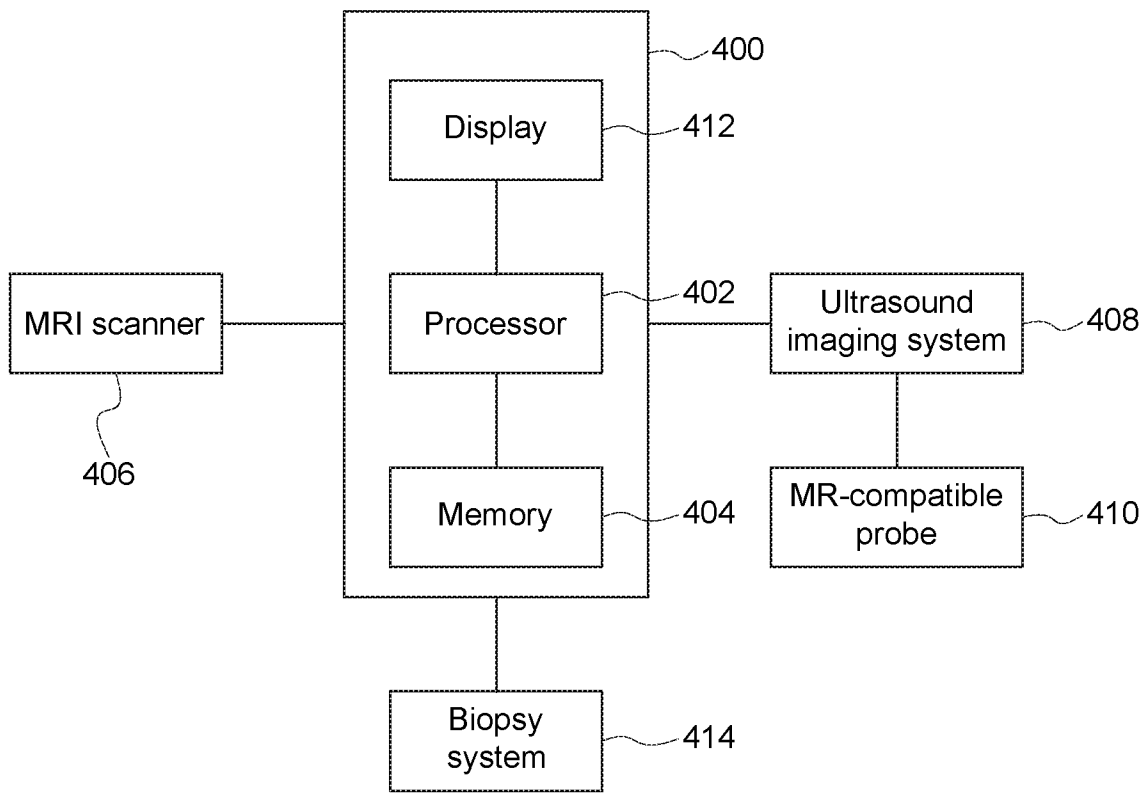 400
Display
412
MRI scanner
406
Processor
402
Ultrasound
imaging system
408
Memory
404
MR-compatible
probe
410
Biopsy
system
414